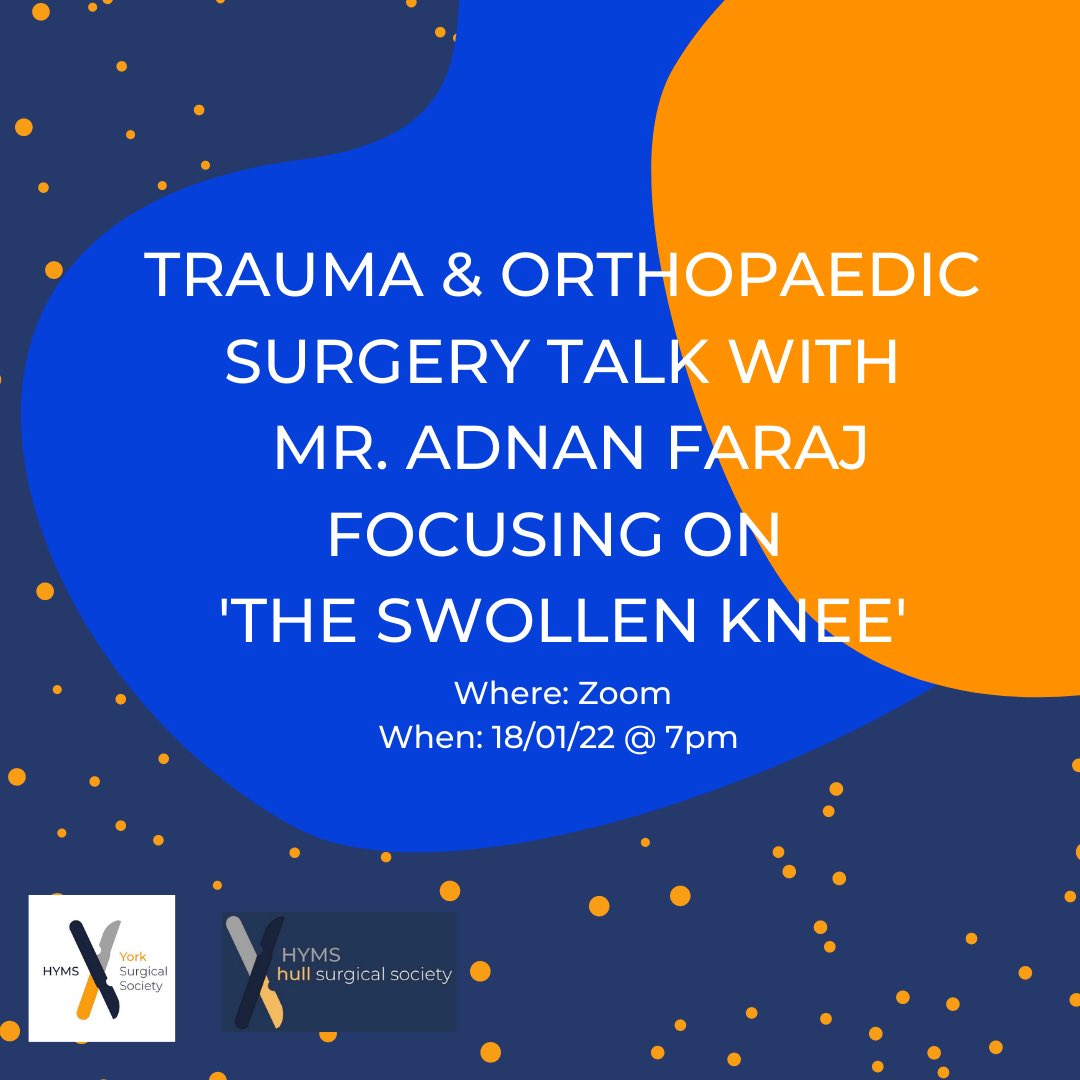 TRAUMA & ORTHOPAEDIC
SURGERY TALK WITH
MR. ADNAN FARAJ
FOCUSING ON
'THE SWOLLEN KNEE'
Where: Zoom
When: 18/01/22 @ 7pm
HYMS
York
Surgical
Society
HYMS
hull surgical society